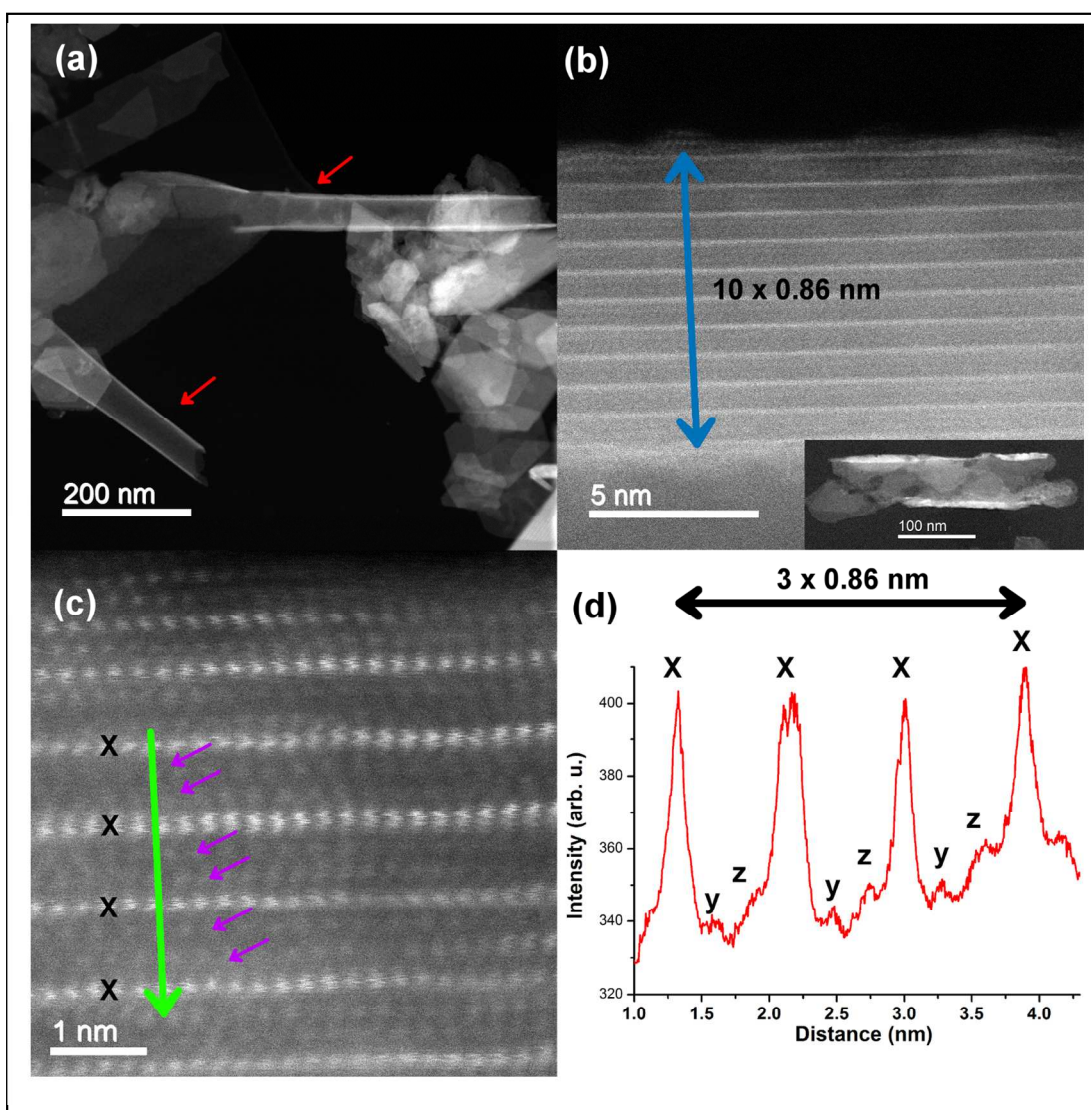 (a)
200 nm
(b)
10 x 0.86 nm
5 nm
100 nm
(c)
X
X
X
X
1 nm
(d)
3 x 0.86 nm
X
X
X
X
y
z
y
z
y
z
400
380
360
340
320
Intensity (arb. u.)
1.0
1.5
2.0
2.5
3.0
3.5
4.0
Distance (nm)